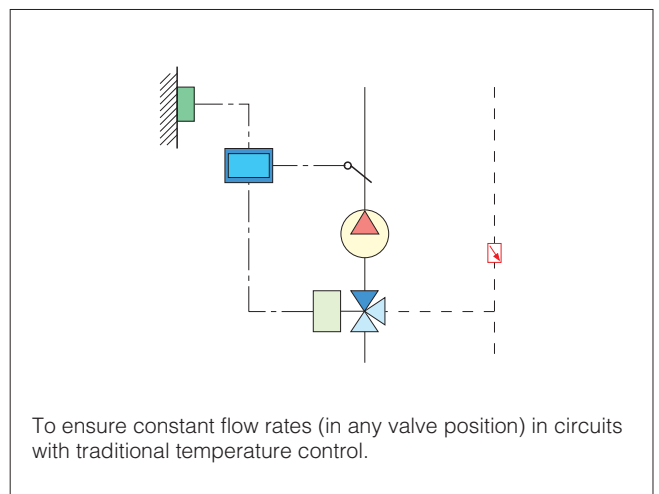 To ensure constant flow rates (in any valve position) in circuits
with traditional temperature control.